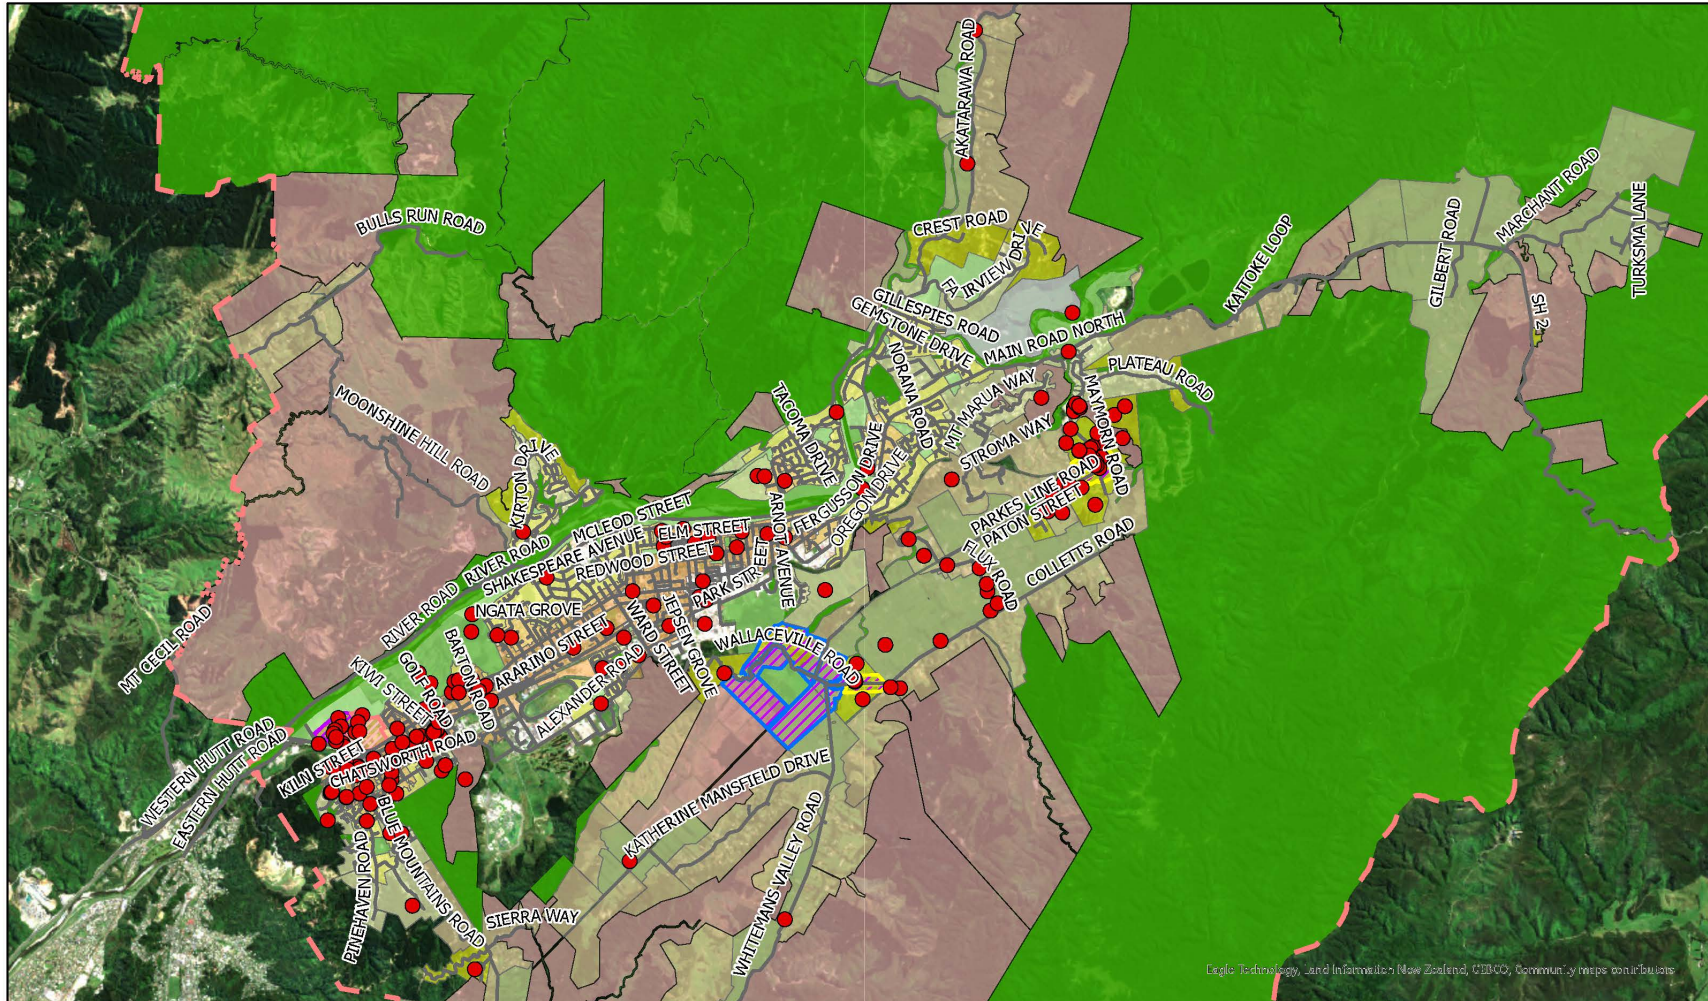 AKATARAWA ROAD
BULLS RUN ROAD
CREST ROAD
FAIRVIEW DRIVE
MARCHANT ROAD
TURKSMA LANE
GILBERT ROAD
KAITOKE LOOP
SH 2
GILLESPIES ROAD
GEMSTONE DRIVE
MAIN ROAD NORTH
PLATEAU ROAD
NORANA ROAD
MT MARUA WAY
MAYMORN ROAD
TACOMA DRIVE
STROMA WAY
MOONSHINE HILL ROAD
KIRTON DRIVE
FERGUSSON DRIVE
OREGON DRIVE
PARKES LINE ROAD
PATON STREET
MCLEOD STREET
ELM STREET
ARNOT AVENUE
SHAKESPEARE AVENUE
REDWOOD STREET
RIVER ROAD
RIVER ROAD
FLUX ROAD
COLLETTS ROAD
PARK STREET
NGATA GROVE
JEPSEN GROVE
WARD STREET
WALLACEVILLE ROAD
MT CECIL ROAD
BARTON ROAD
ARARINO STREET
GOLF ROAD
KIWI STREET
ALEXANDER ROAD
WESTERN HUTT ROAD
EASTERN HUTT ROAD
KILN STREET
CHATSWORTH ROAD
KATHERINE MANSFIELD DRIVE
BLUE MOUNTAINS ROAD
PINEHAVEN ROAD
WHITEMANS VALLEY ROAD
SIERRA WAY
Eagle Technology, Land Information New Zealand, GEBCO, Community maps contributors